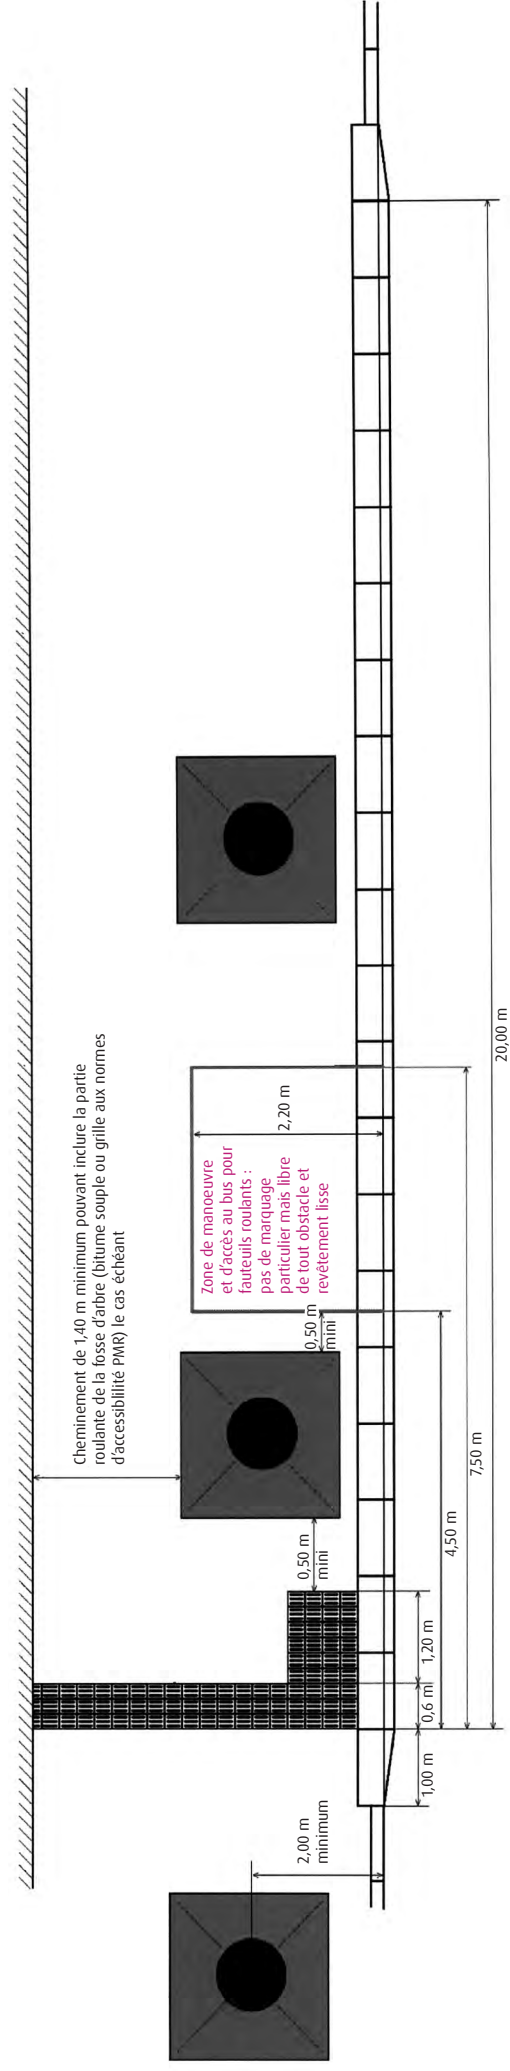 Cheminement de 1,40 m minimum pouvant inclure la partie
roulante de la fosse d'arbre (bitume souple ou grille aux normes
d'accessiblilité PMR) le cas échéant
Zone de manoeuvre
et d'accès au bus pour
fauteuils roulants :
pas de marquage
particulier mais libre
de tout obstacle et
revêtement lisse
2,20 m
0,50 m
mini
0,50 m
mini
2,00 m
minimum
1,00 m
0,6 m
1,20 m
4,50 m
7,50 m
20,00 m